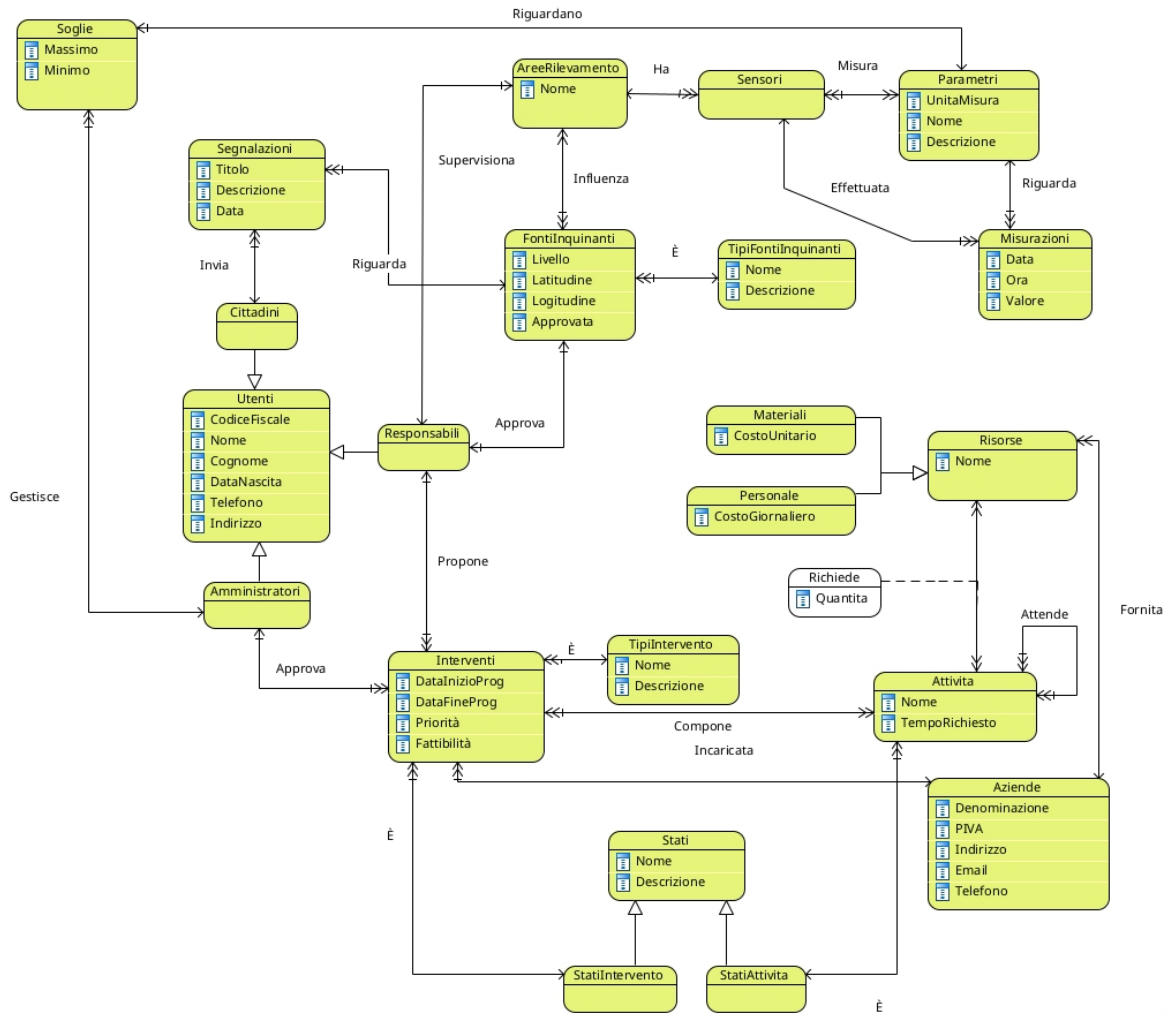 Riguardano
Soglie
Massimo
Minimo
AreeRilevamento
Nome
Ha
Sensori
Misura
Parametri
UnitaMisura
Nome
Descrizione
Segnalazioni
Titolo
Descrizione
Data
Supervisiona
Influenza
Effettuata
Riguarda
Invia
Riguarda
FontiInquinanti
Livello
Latitudine
Logitudine
Approvata
È
TipiFontiInquinanti
Nome
Descrizione
Misurazioni
Data
Ora
Valore
Cittadini
Utenti
CodiceFiscale
Nome
Cognome
DataNascita
Telefono
Indirizzo
Responsabili
Approva
Materiali
CostoUnitario
Personale
CostoGiornaliero
Risorse
Nome
Gestisce
Amministratori
Propone
Richiede
Quantita
Attende
Fornita
Approva
Interventi
DataInizioProg
DataFineProg
Priorità
Fattibilità
È
TipiIntervento
Nome
Descrizione
Attivita
Nome
TempoRichiesto
Compone
Incaricata
Aziende
Denominazione
PIVA
Indirizzo
Email
Telefono
È
Stati
Nome
Descrizione
StatiIntervento
StatiAttivita
È